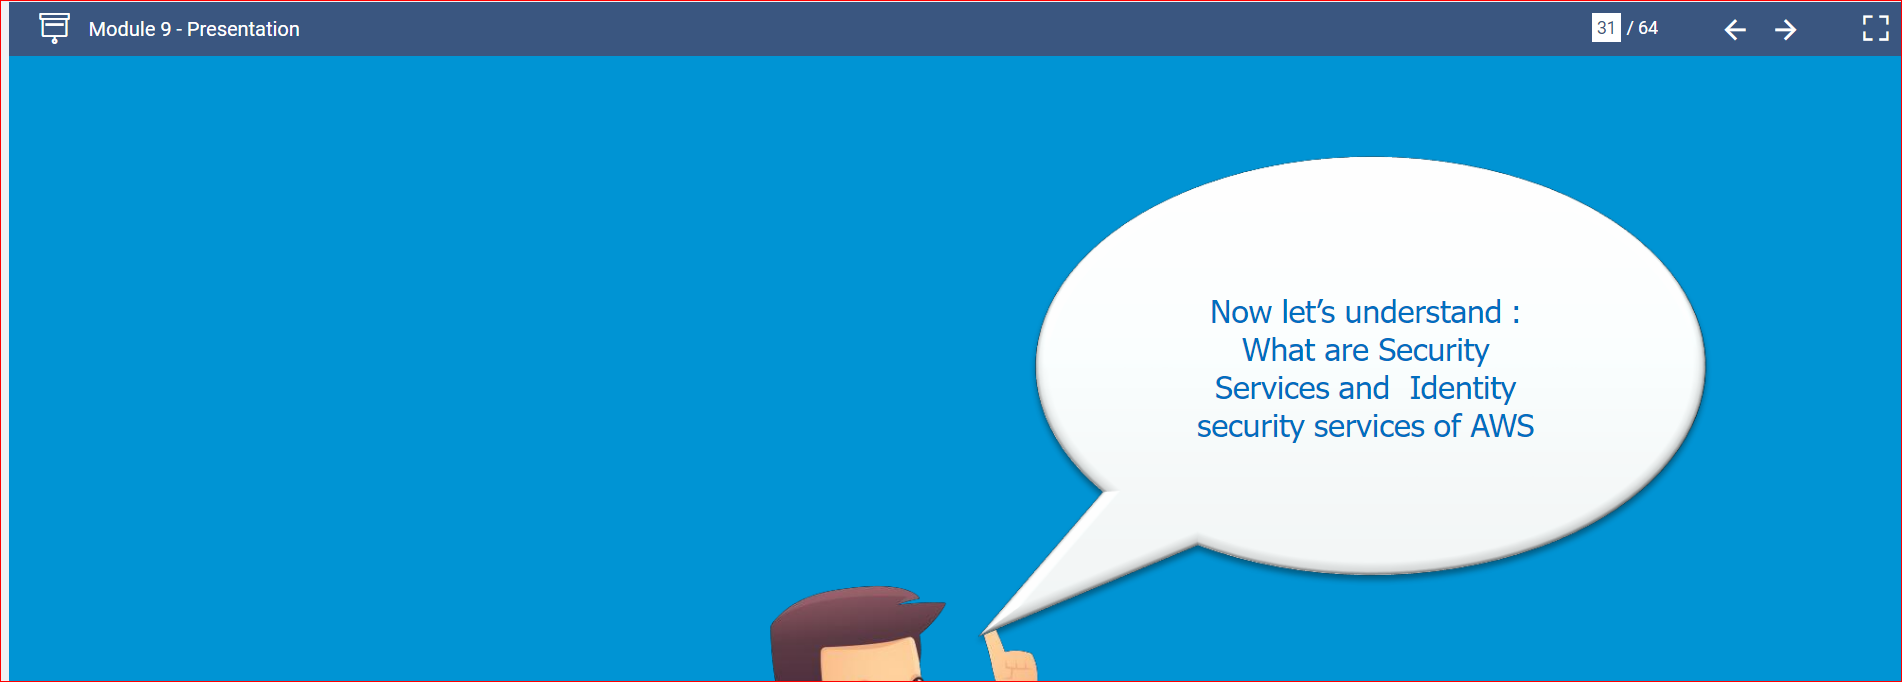 Module 9 - Presentation
31 / 64
Now let’s understand :
What are Security
Services and  Identity
security services of AWS